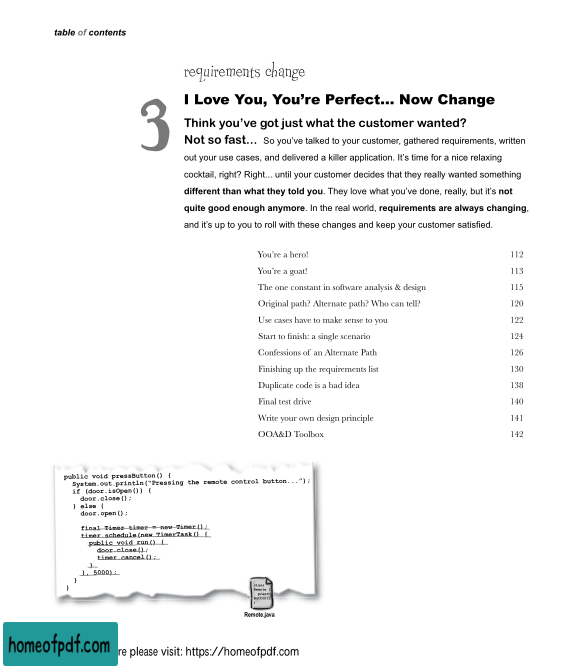 table of contents
requirements change
3
I Love You, You're Perfect... Now Change
Think you've got just what the customer wanted?
Not so fast... So you've talked to your customer, gathered requirements, written
out your use cases, and delivered a killer application. It's time for a nice relaxing
cocktail, right? Right... until your customer decides that they really wanted something
different than what they told you. They love what you've done, really, but it's not
quite good enough anymore. In the real world, requirements are always changing,
and it's up to you to roll with these changes and keep your customer satisfied.
You're a hero! 112
You're a goat! 113
The one constant in software analysis & design 115
Original path? Alternate path? Who can tell? 120
Use cases have to make sense to you 122
Start to finish: a single scenario 124
Confessions of an Alternate Path 126
Finishing up the requirements list 130
Duplicate code is a bad idea 138
Final test drive 140
Write your own design principle 141
OOA&D Toolbox 142
public void pressButton() {
System.out.println("Pressing the remote control button...");
if (door.isOpen()) {
door.close();
} else {
door.open();
final Timer timer = new Timer();
timer.schedule(new TimerTask() {
public void run() {
door.close();
timer.cancel();
}
}, 5000);
}
}
class
Remote {
press
Button()
Remote.java
homeofpdf.com
re please visit: https://homeofpdf.com